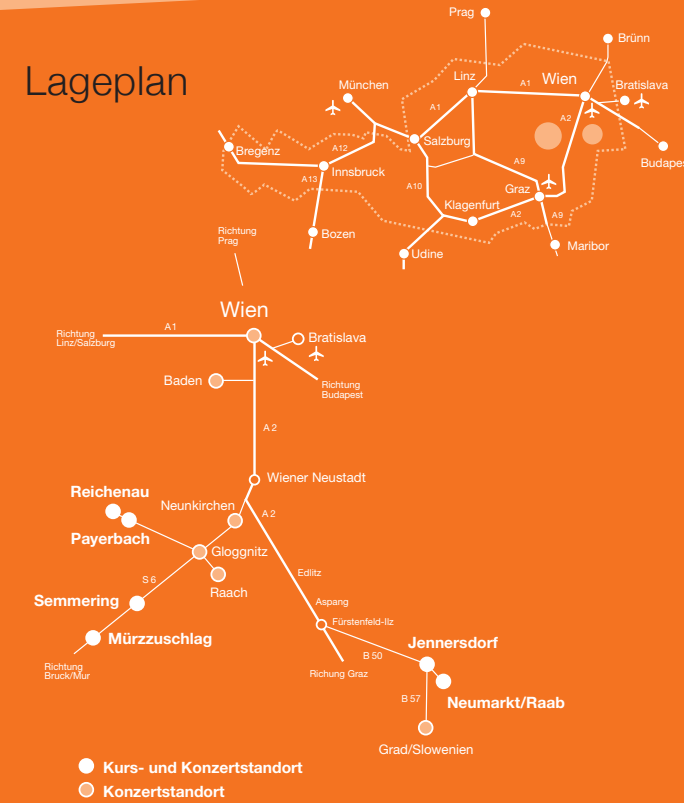 Lageplan
Prag
Brünn
Linz
A1
Wien
München
Bratislava
A1
A2
Salzburg
Budapes
Bregenz
A12
Innsbruck
A13
A9
A10
Graz
Klagenfurt
A2
A9
Bozen
Udine
Maribor
Richtung
Prag
Wien
A1
Richtung
Linz/Salzburg
Bratislava
Baden
Richtung
Budapest
A2
Wiener Neustadt
Reichenau
Neunkirchen
A2
Payerbach
Gloggnitz
Edlitz
S6
Raach
Semmering
Aspang
Fürstenfeld-Ilz
Mürzzuschlag
Jennersdorf
B 50
Richtung
Bruck/Mur
Richung Graz
B 57
Neumarkt/Raab
Grad/Slowenien
Kurs- und Konzertstandort
Konzertstandort